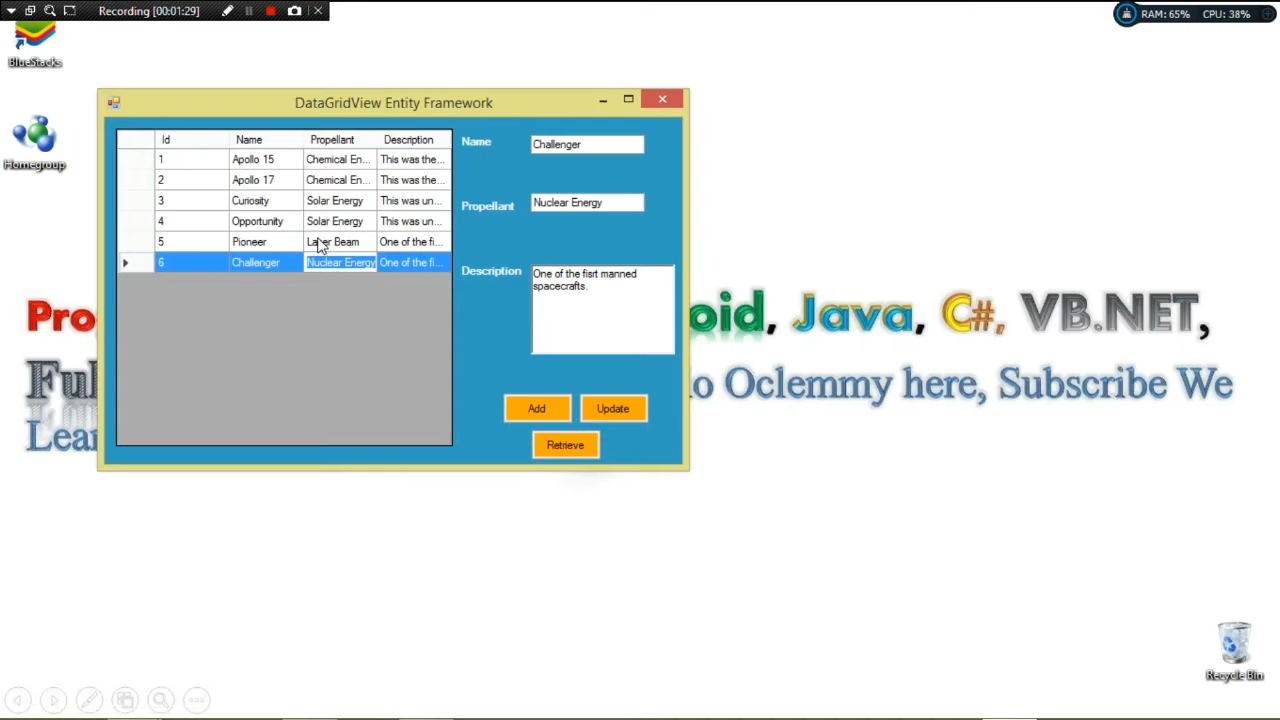 Recording [00:01:29]
RAM: 65% CPU: 38%
BlueStacks
Homegroup
DataGridView Entity Framework
Id Name Propellant Description
1 Apollo 15 Chemical En... This was the...
2 Apollo 17 Chemical En... This was the...
3 Curiosity Solar Energy This was un...
4 Opportunity Solar Energy This was un...
5 Pioneer Beam One of the fi...
6 Challenger Nuclear Energy One of the fi...
Name Challenger
Propellant Nuclear Energy
Description One of the fisrt manned
spacecrafts.
Add Update
Retrieve
Pro oid, Java, C#, VB.NET,
Ful lo Oclemmy here, Subscribe We
Lear
Recycle Bin